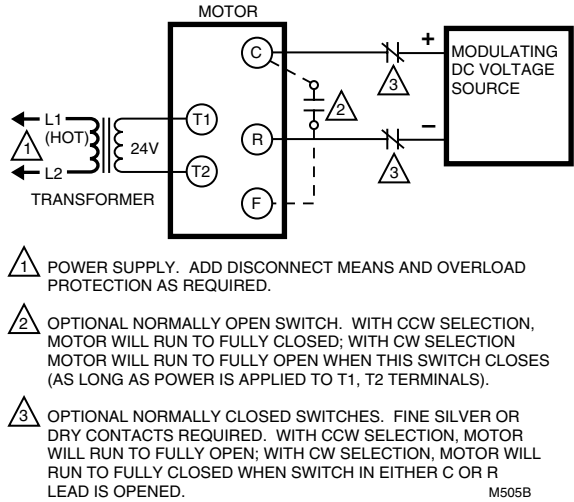 MOTOR
C
+
MODULATING
DC VOLTAGE
SOURCE
3
L1
(HOT)
1
L2
24V
T1
2
R
–
T2
3
TRANSFORMER
F
1 POWER SUPPLY. ADD DISCONNECT MEANS AND OVERLOAD
PROTECTION AS REQUIRED.
2 OPTIONAL NORMALLY OPEN SWITCH. WITH CCW SELECTION,
MOTOR WILL RUN TO FULLY CLOSED; WITH CW SELECTION
MOTOR WILL RUN TO FULLY OPEN WHEN THIS SWITCH CLOSES
(AS LONG AS POWER IS APPLIED TO T1, T2 TERMINALS).
3 OPTIONAL NORMALLY CLOSED SWITCHES. FINE SILVER OR
DRY CONTACTS REQUIRED. WITH CCW SELECTION, MOTOR
WILL RUN TO FULLY OPEN; WITH CW SELECTION, MOTOR WILL
RUN TO FULLY CLOSED WHEN SWITCH IN EITHER C OR R
LEAD IS OPENED. M505B